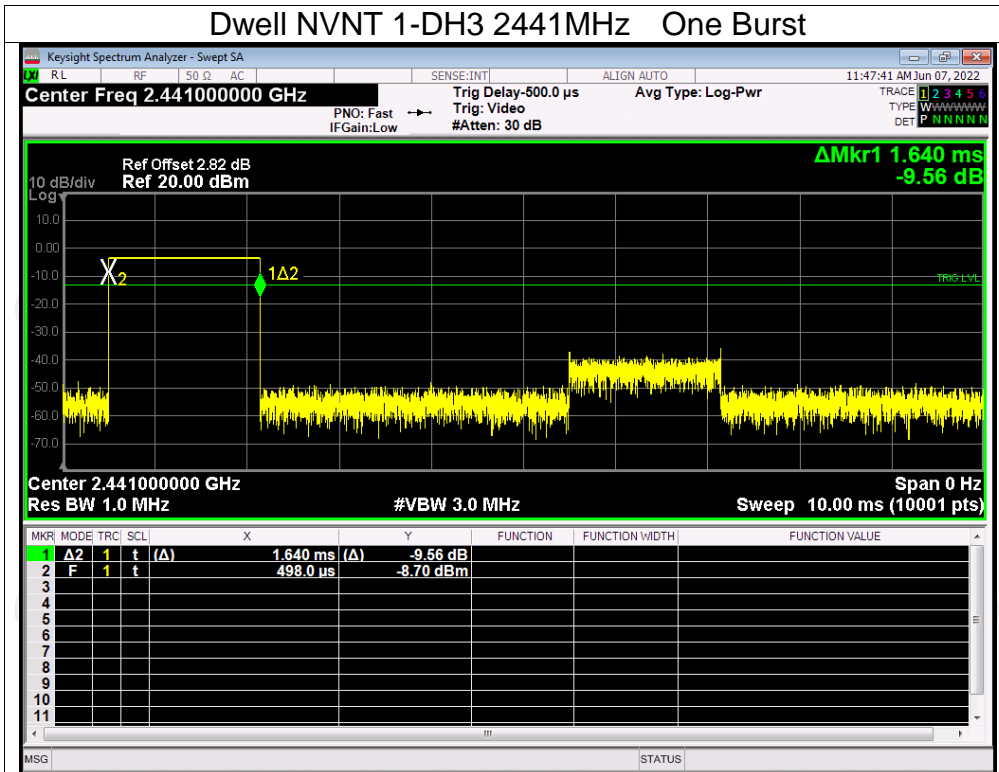 Dwell NVNT 1-DH3 2441MHz One Burst
Keysight Spectrum Analyzer - Swept SA
LXI RL RF 50 Ω AC SENSE:INT ALIGN AUTO 11:47:41 AM Jun 07, 2022
Center Freq 2.441000000 GHz Trig Delay-500.0 µs Avg Type: Log-Pwr TRACE 1 2 3 4 5 6
PNO: Fast Trig: Video TYPE W
IFGain:Low #Atten: 30 dB DET P N N N N N
ΔMkr1 1.640 ms
-9.56 dB
Ref Offset 2.82 dB
10 dB/div Ref 20.00 dBm
Log
10.0
0.00
-10.0
-20.0
-30.0
-40.0
-50.0
-60.0
-70.0
2
1Δ2
TRIG LVL
Center 2.441000000 GHz Span 0 Hz
Res BW 1.0 MHz #VBW 3.0 MHz Sweep 10.00 ms (10001 pts)
MKR MODE TRC SCL X Y FUNCTION FUNCTION WIDTH FUNCTION VALUE
1 Δ2 1 t (Δ) 1.640 ms (Δ) -9.56 dB
2 F 1 t 498.0 µs -8.70 dBm
3
4
5
6
7
8
9
10
11
MSG STATUS